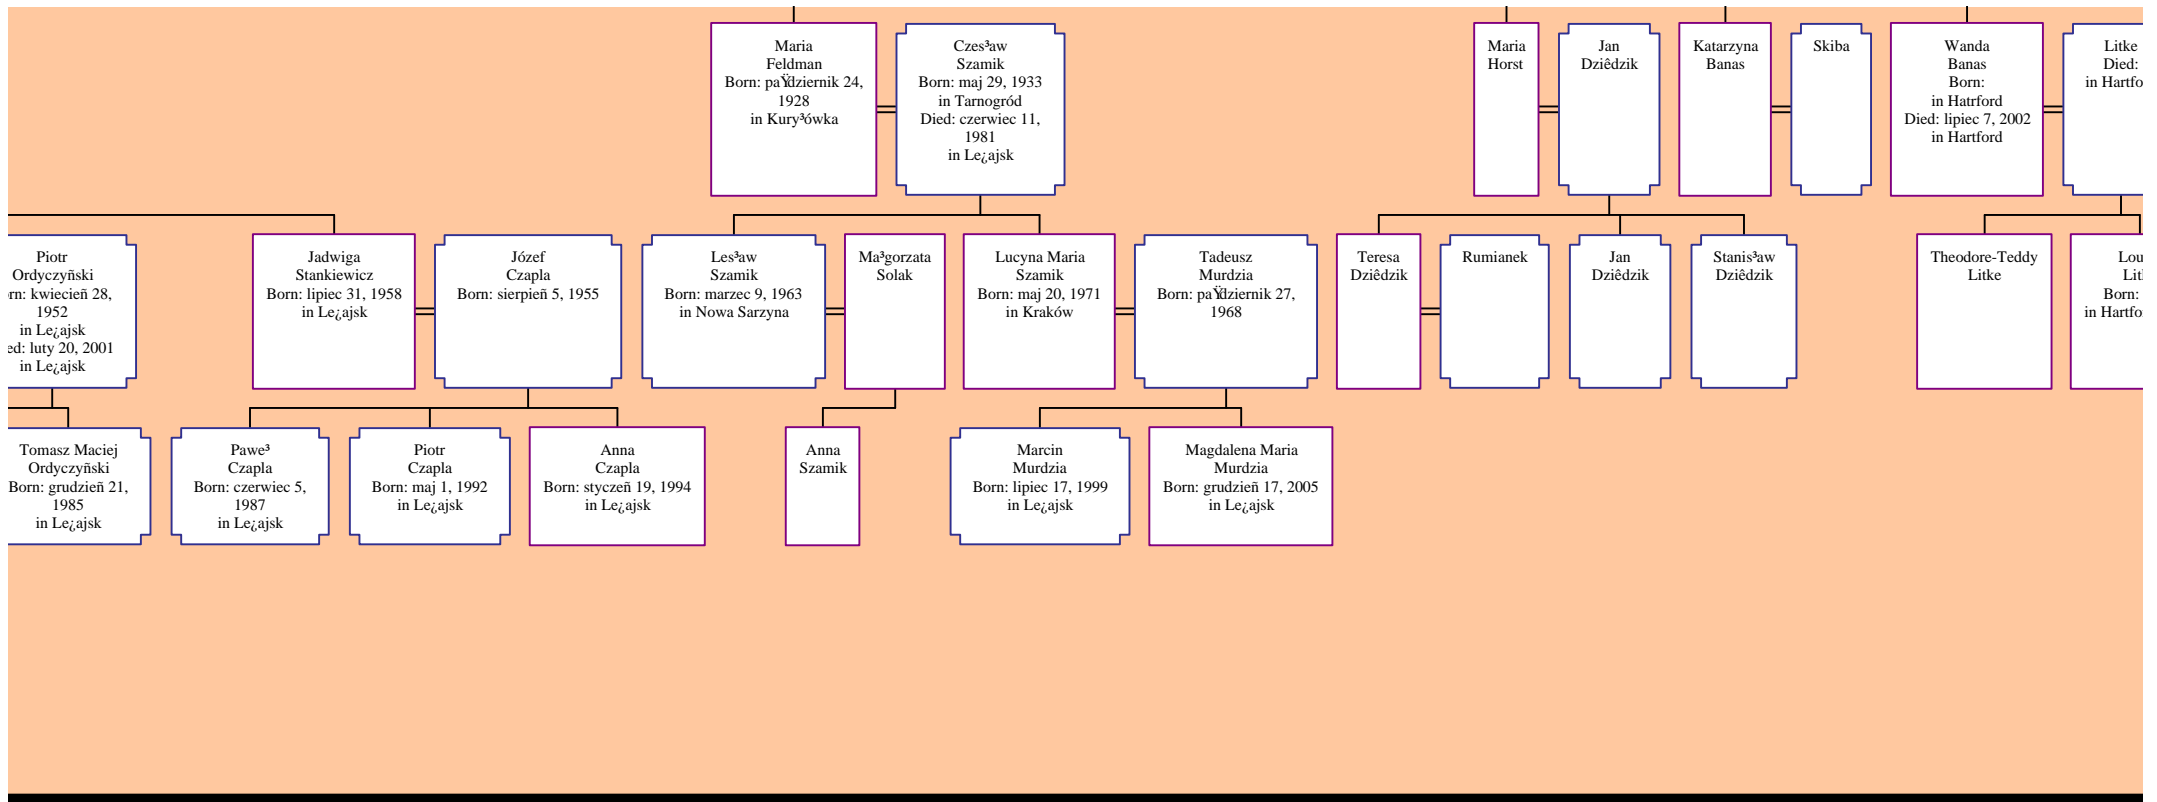 Maria
Feldman
Born: paŸdziernik 24,
1928
in Kury³ówka
Czes³aw
Szamik
Born: maj 29, 1933
in Tarnogród
Died: czerwiec 11,
1981
in Le¿ajsk
Maria
Horst
Jan
Dziêdzik
Katarzyna
Banas
Skiba
Wanda
Banas
Born:
in Hatrford
Died: lipiec 7, 2002
in Hartford
Litke
Died:
in Hartfo
Piotr
Ordyczyñski
rn: kwiecieñ 28,
1952
in Le¿ajsk
ed: luty 20, 2001
in Le¿ajsk
Jadwiga
Stankiewicz
Born: lipiec 31, 1958
in Le¿ajsk
Józef
Czapla
Born: sierpieñ 5, 1955
Les³aw
Szamik
Born: marzec 9, 1963
in Nowa Sarzyna
Ma³gorzata
Solak
Lucyna Maria
Szamik
Born: maj 20, 1971
in Kraków
Tadeusz
Murdzia
Born: paŸdziernik 27,
1968
Teresa
Dziêdzik
Rumianek
Jan
Dziêdzik
Stanis³aw
Dziêdzik
Theodore-Teddy
Litke
Lou
Lit
Born:
in Hartfo
Tomasz Maciej
Ordyczyñski
Born: grudzieñ 21,
1985
in Le¿ajsk
Pawe³
Czapla
Born: czerwiec 5,
1987
in Le¿ajsk
Piotr
Czapla
Born: maj 1, 1992
in Le¿ajsk
Anna
Czapla
Born: styczeñ 19, 1994
in Le¿ajsk
Anna
Szamik
Marcin
Murdzia
Born: lipiec 17, 1999
in Le¿ajsk
Magdalena Maria
Murdzia
Born: grudzieñ 17, 2005
in Le¿ajsk